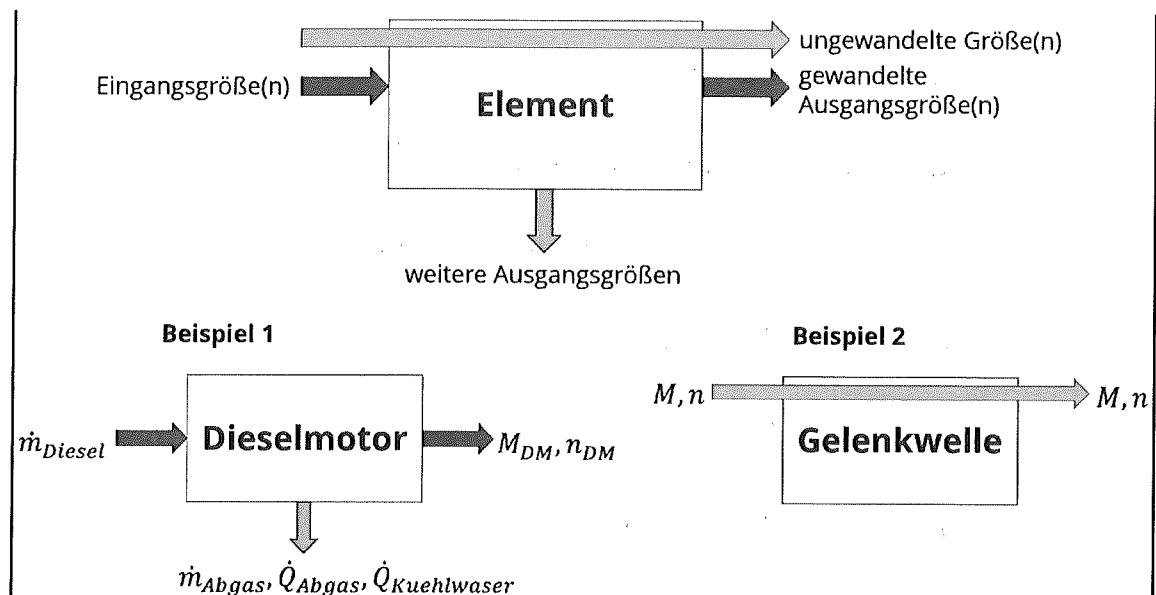 ungewandelte Größe(n)
Eingangsgröße(n)
gewandelte
Ausgangsgröße(n)
Element
weitere Ausgangsgrößen
Beispiel 1
Beispiel 2
M, n
M, n
Dieselmotor
ṁ_Diesel
M_DM, n_DM
Gelenkwelle
ṁ_Abgas, Q̇_Abgas, Q̇_Kuehlwaser